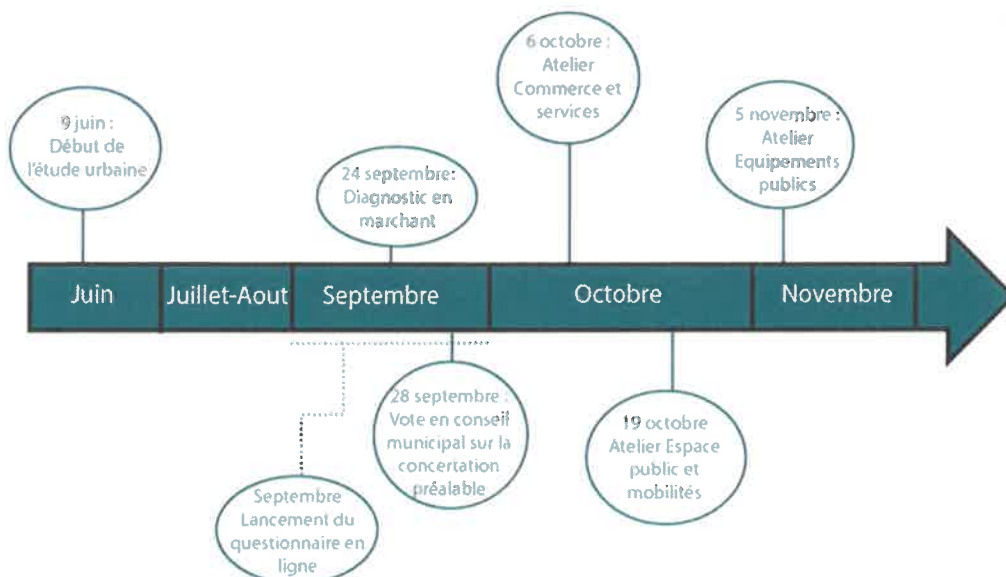 6 octobre :
Atelier
Commerce et
services
9 juin :
Début de
l'étude urbaine
5 novembre :
Atelier
Equipements
publics
24 septembre:
Diagnostic en
marchant
Juin
Juillet-Aout
Septembre
Octobre
Novembre
28 septembre :
Vote en conseil
municipal sur la
concertation
préalable
19 octobre
Atelier Espace
public et
mobilités
Septembre
Lancement du
questionnaire en
ligne